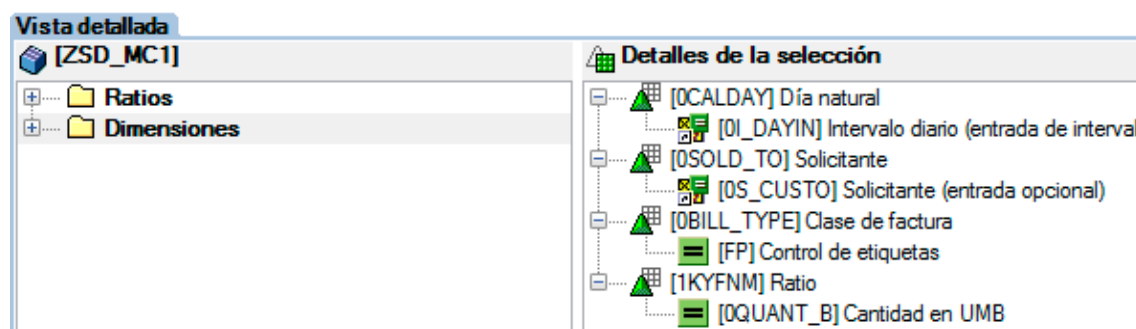 Vista detallada
[ZSD_MC1]
Ratios
Dimensiones
Detalles de la selección
[0CALDAY] Día natural
[0I_DAYIN] Intervalo diario (entrada de interval
[0SOLD_TO] Solicitante
[0S_CUSTO] Solicitante (entrada opcional)
[0BILL_TYPE] Clase de factura
[FP] Control de etiquetas
[1KYFNM] Ratio
[0QUANT_B] Cantidad en UMB